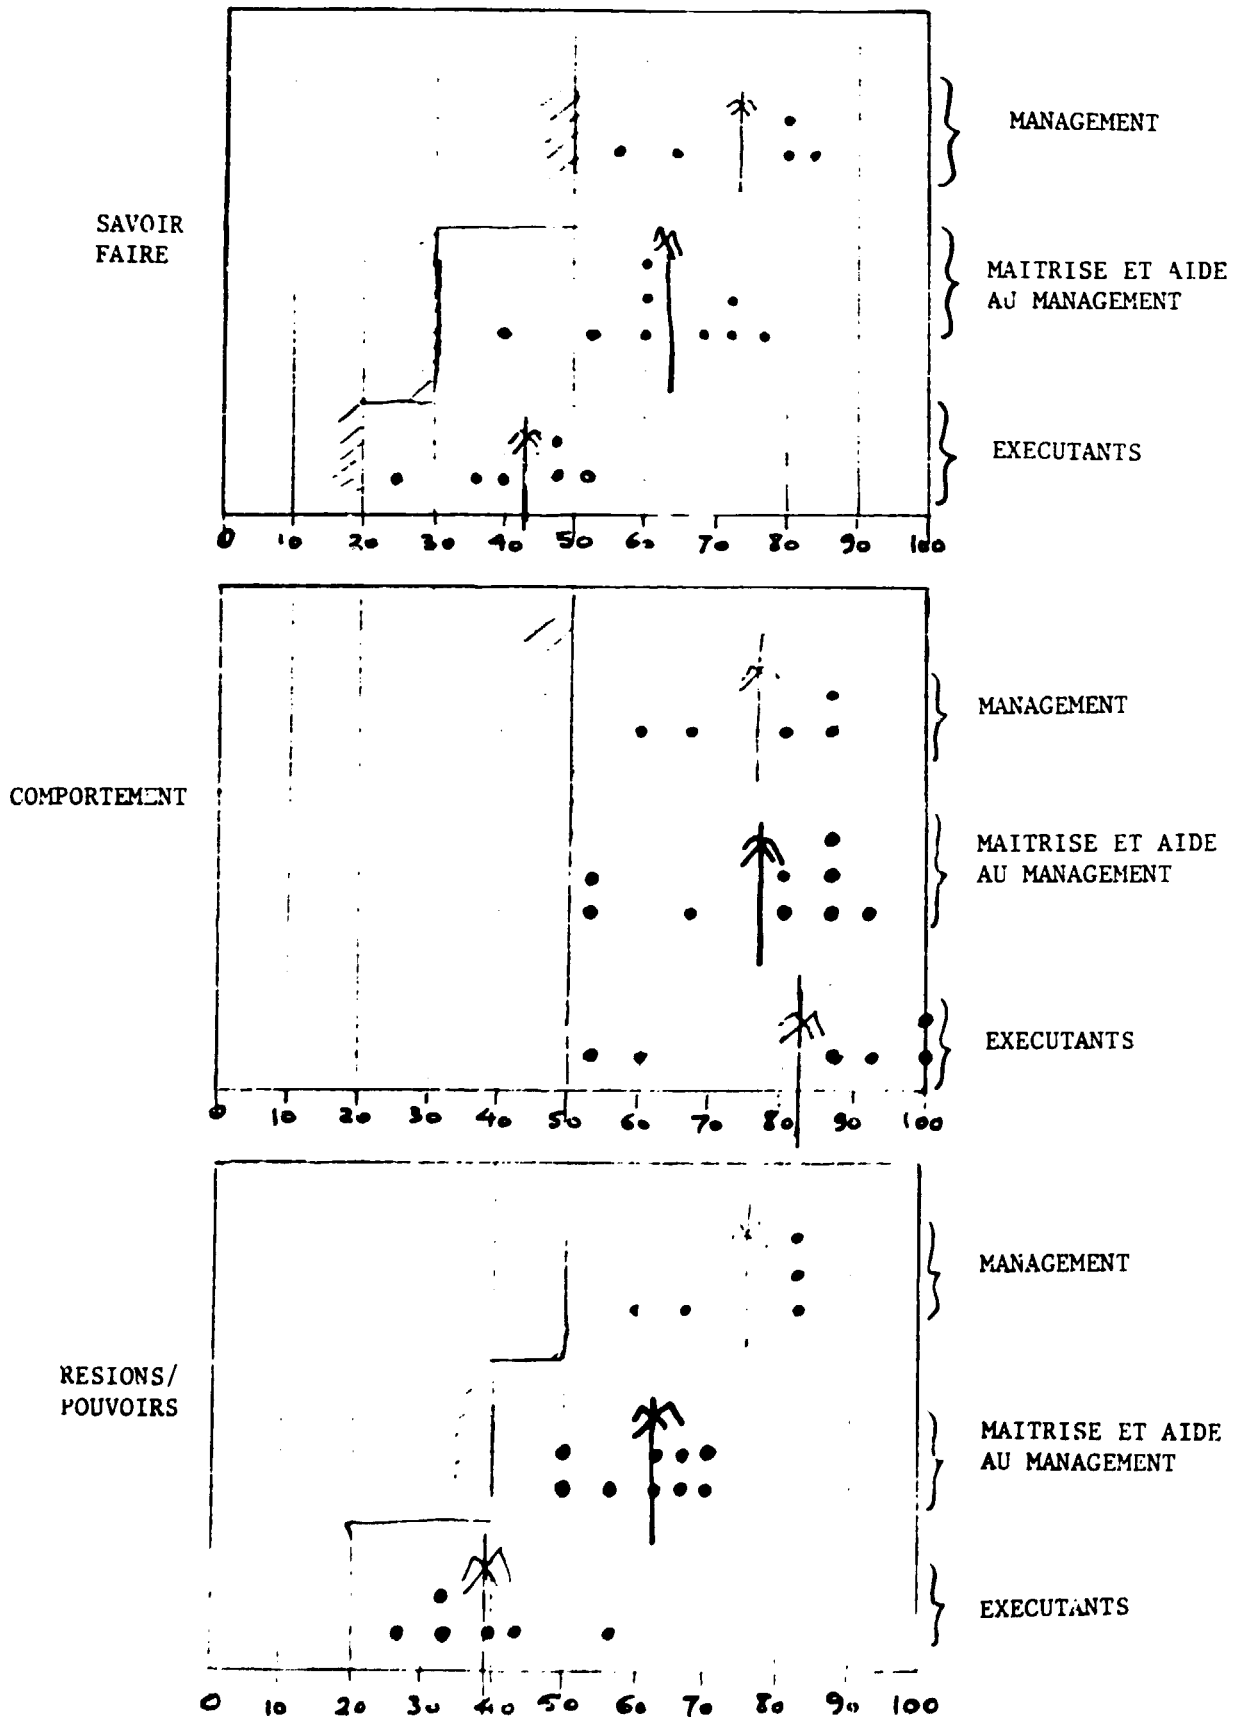 MANAGEMENT
SAVOIR
FAIRE
MAITRISE ET AIDE
AU MANAGEMENT
EXECUTANTS
0 10 20 30 40 50 60 70 80 90 100
MANAGEMENT
COMPORTEMENT
MAITRISE ET AIDE
AU MANAGEMENT
EXECUTANTS
0 10 20 30 40 50 60 70 80 90 100
MANAGEMENT
RESIONS/
POUVOIRS
MAITRISE ET AIDE
AU MANAGEMENT
EXECUTANTS
0 10 20 30 40 50 60 70 80 90 100